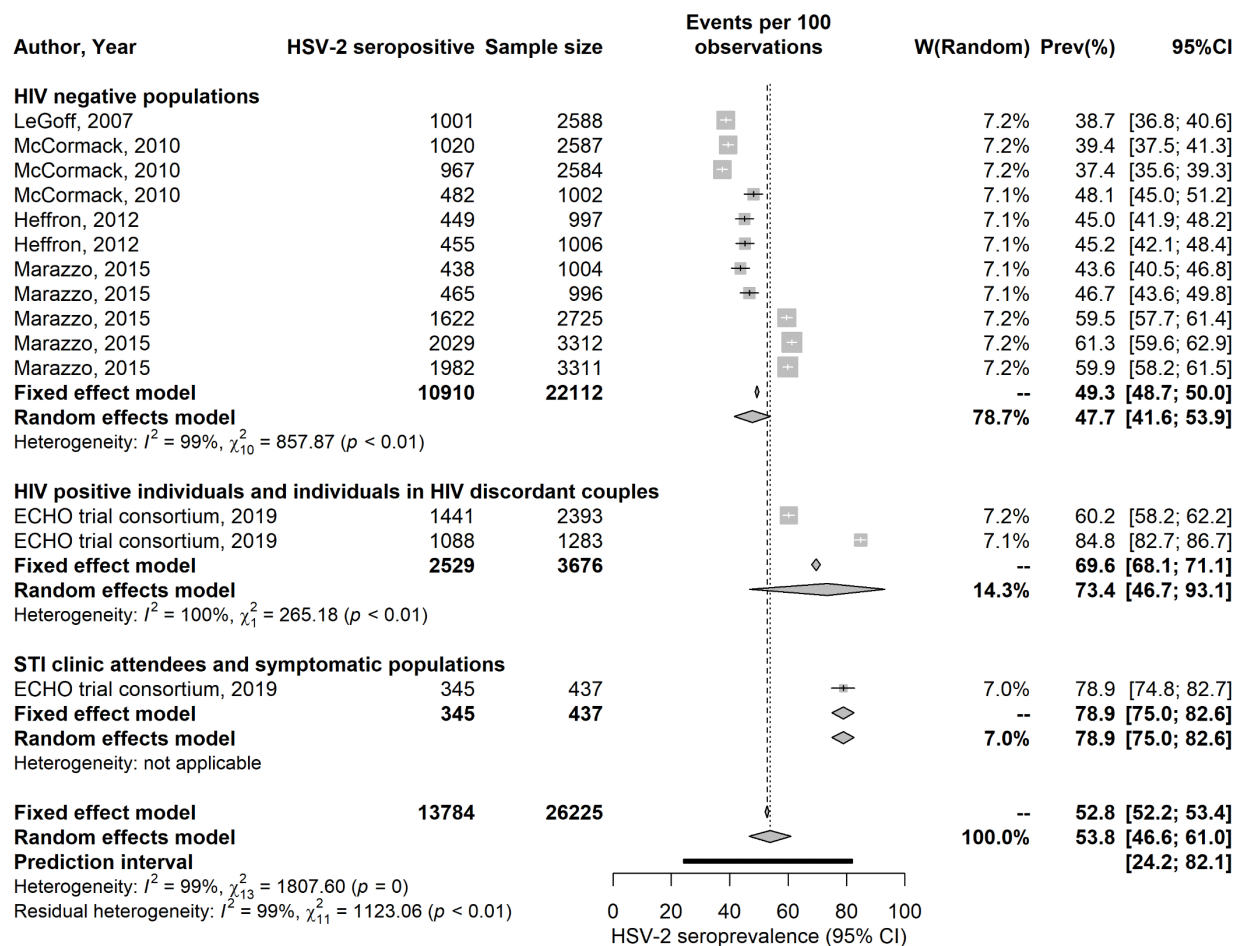 Author, Year HSV-2 seropositive Sample size Events per 100 observations W(Random) Prev(%) 95%CI
HIV negative populations
LeGoff, 2007 1001 2588 7.2% 38.7 [36.8; 40.6]
McCormack, 2010 1020 2587 7.2% 39.4 [37.5; 41.3]
McCormack, 2010 967 2584 7.2% 37.4 [35.6; 39.3]
McCormack, 2010 482 1002 7.1% 48.1 [45.0; 51.2]
Heffron, 2012 449 997 7.1% 45.0 [41.9; 48.2]
Heffron, 2012 455 1006 7.1% 45.2 [42.1; 48.4]
Marazzo, 2015 438 1004 7.1% 43.6 [40.5; 46.8]
Marazzo, 2015 465 996 7.1% 46.7 [43.6; 49.8]
Marazzo, 2015 1622 2725 7.2% 59.5 [57.7; 61.4]
Marazzo, 2015 2029 3312 7.2% 61.3 [59.6; 62.9]
Marazzo, 2015 1982 3311 7.2% 59.9 [58.2; 61.5]
Fixed effect model 10910 22112 -- 49.3 [48.7; 50.0]
Random effects model 78.7% 47.7 [41.6; 53.9]
Heterogeneity: I² = 99%, χ²₁₀ = 857.87 (p < 0.01)
HIV positive individuals and individuals in HIV discordant couples
ECHO trial consortium, 2019 1441 2393 7.2% 60.2 [58.2; 62.2]
ECHO trial consortium, 2019 1088 1283 7.1% 84.8 [82.7; 86.7]
Fixed effect model 2529 3676 -- 69.6 [68.1; 71.1]
Random effects model 14.3% 73.4 [46.7; 93.1]
Heterogeneity: I² = 100%, χ²₁ = 265.18 (p < 0.01)
STI clinic attendees and symptomatic populations
ECHO trial consortium, 2019 345 437 7.0% 78.9 [74.8; 82.7]
Fixed effect model 345 437 -- 78.9 [75.0; 82.6]
Random effects model 7.0% 78.9 [75.0; 82.6]
Heterogeneity: not applicable
Fixed effect model 13784 26225 -- 52.8 [52.2; 53.4]
Random effects model 100.0% 53.8 [46.6; 61.0]
Prediction interval [24.2; 82.1]
Heterogeneity: I² = 99%, χ²₁₃ = 1807.60 (p = 0)
Residual heterogeneity: I² = 99%, χ²₁₁ = 1123.06 (p < 0.01)
0 20 40 60 80 100
HSV-2 seroprevalence (95% CI)